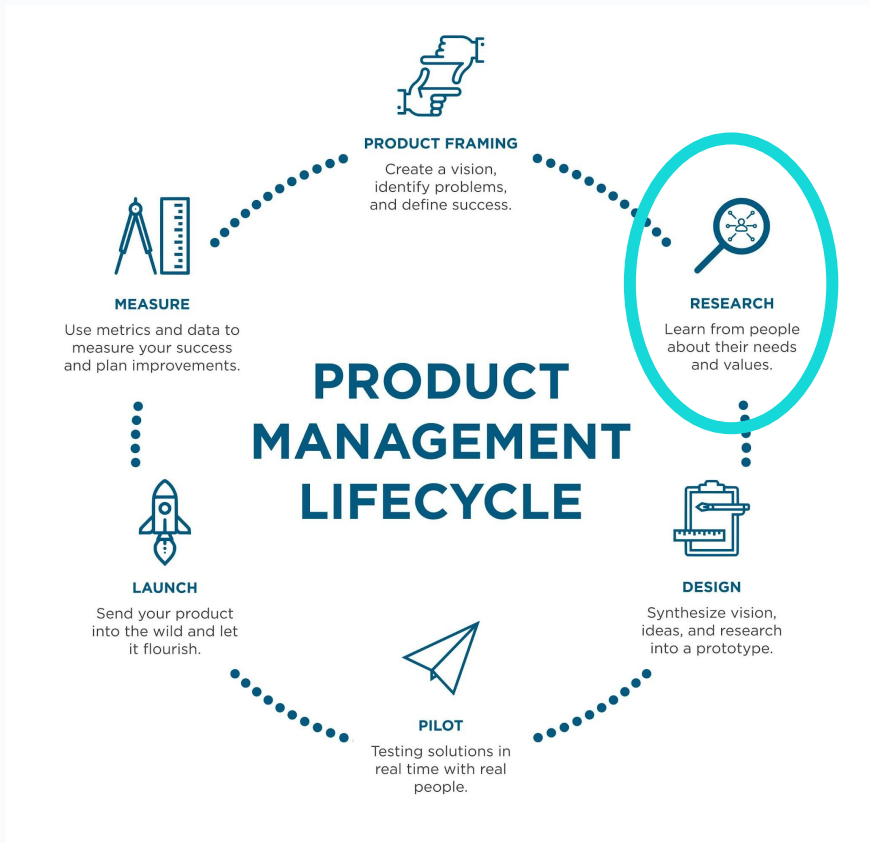 PRODUCT FRAMING
Create a vision,
identify problems,
and define success.
RESEARCH
Learn from people
about their needs
and values.
DESIGN
Synthesize vision,
ideas, and research
into a prototype.
PILOT
Testing solutions in
real time with real
people.
LAUNCH
Send your product
into the wild and let
it flourish.
MEASURE
Use metrics and data to
measure your success
and plan improvements.
PRODUCT
MANAGEMENT
LIFECYCLE